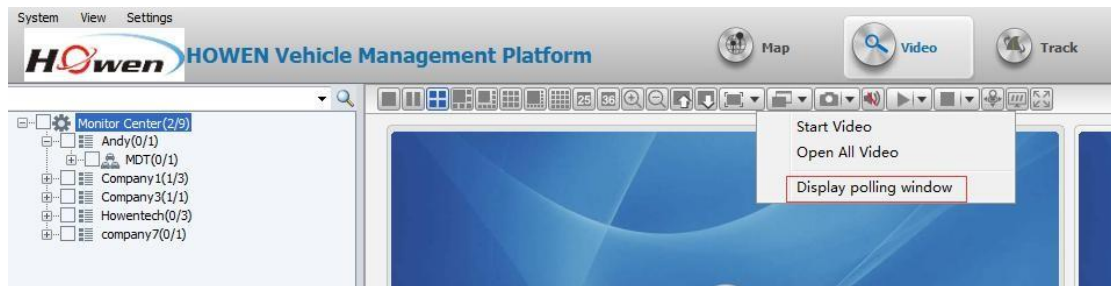 System View Settings
Howen HOWEN Vehicle Management Platform
Map
Video
Track
25 36
Monitor Center(2/9)
Andy(0/1)
MDT(0/1)
Company1(1/3)
Company3(1/1)
Howentech(0/3)
company7(0/1)
Start Video
Open All Video
Display polling window